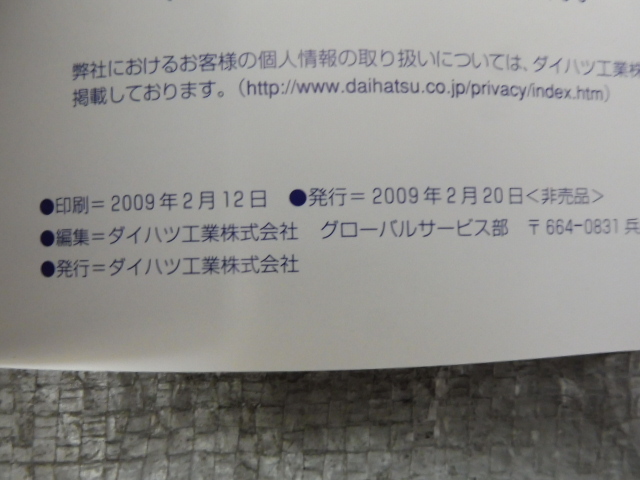 弊社におけるお客様の個人情報の取り扱いについては、ダイハツ工業株
掲載しております。（http://www.daihatsu.co.jp/privacy/index.htm）
●印刷＝2009年2月12日　●発行＝2009年2月20日＜非売品＞
●編集＝ダイハツ工業株式会社　グローバルサービス部　〒664-0831 兵
●発行＝ダイハツ工業株式会社